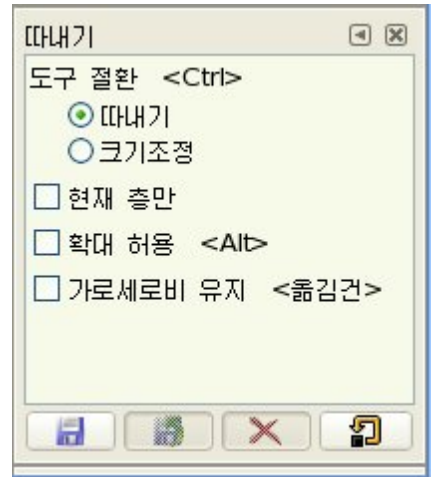 따내기
도구 절환 <Ctrl>
따내기
크기조정
현재 층만
확대 허용 <Alt>
가로세로비 유지 <옮김건>